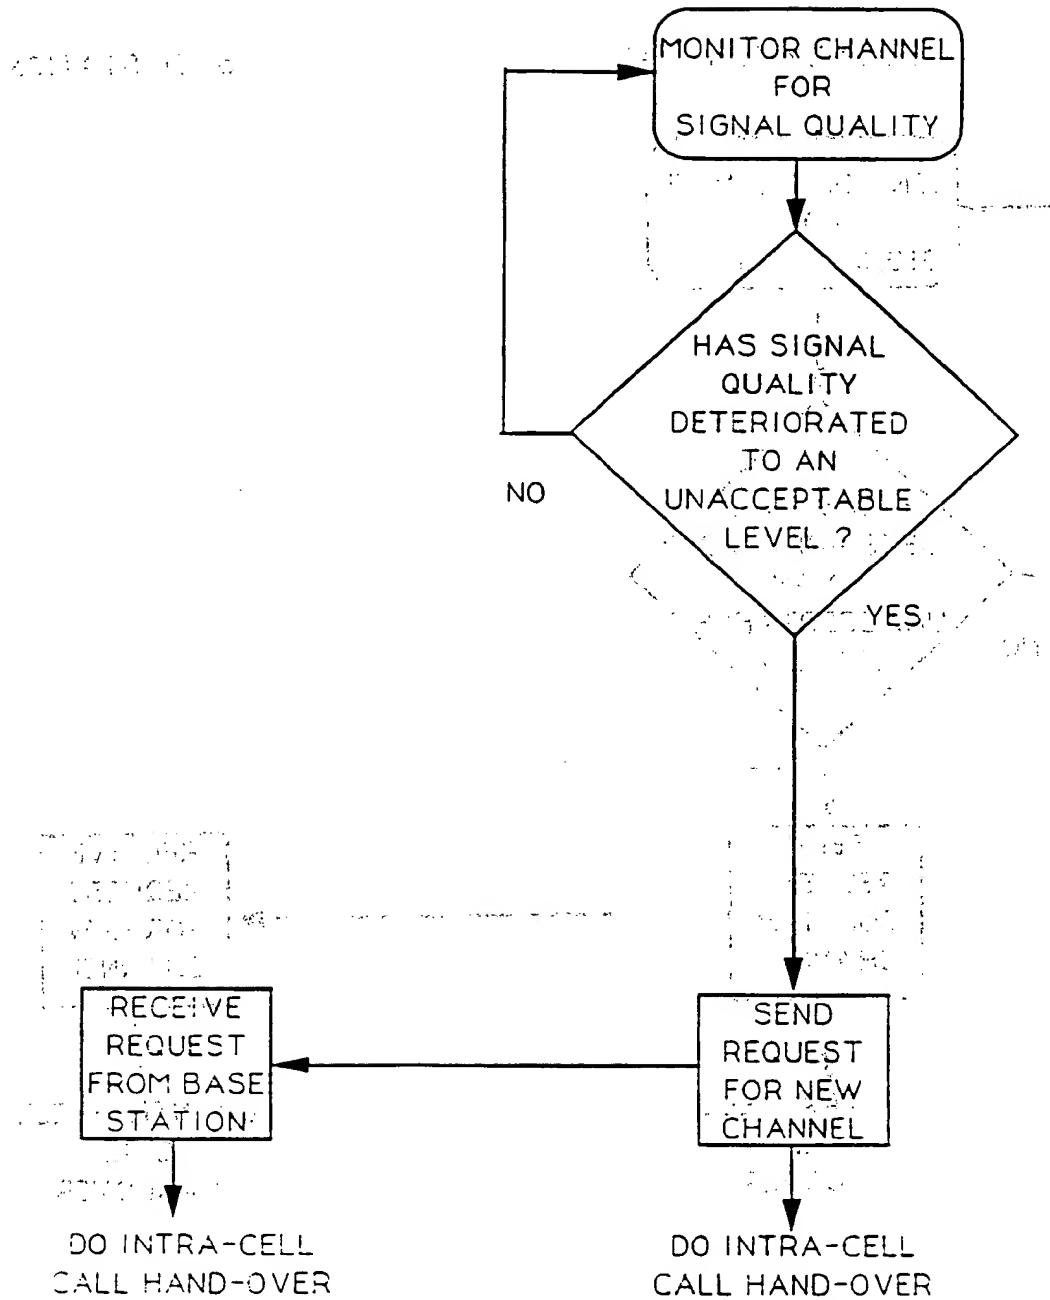 MONITOR CHANNEL
FOR
SIGNAL QUALITY
HAS SIGNAL
QUALITY
DETERIORATED
TO AN
UNACCEPTABLE
LEVEL ?
NO
YES
RECEIVE
REQUEST
FROM BASE
STATION
SEND
REQUEST
FOR NEW
CHANNEL
DO INTRA-CELL
CALL HAND-OVER
DO INTRA-CELL
CALL HAND-OVER